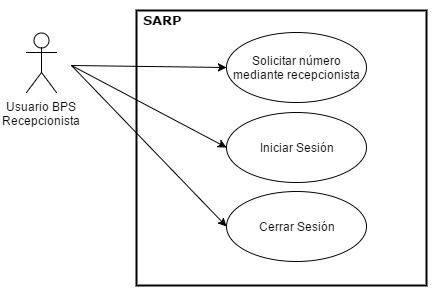 SARP
Solicitar número
mediante recepcionista
Usuario BPS
Recepcionista
Iniciar Sesión
Cerrar Sesión